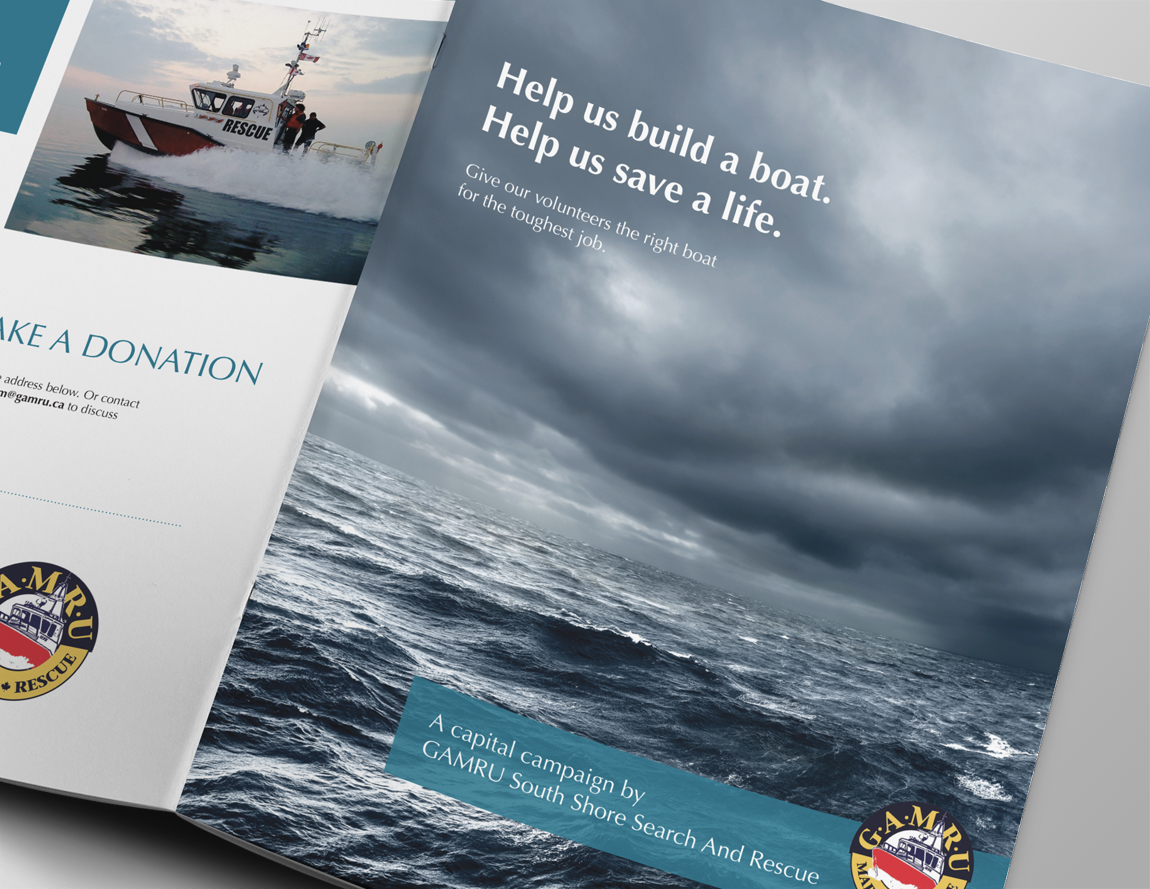 RESCUE
AKE A DONATION
address below. Or contact
m@gamru.ca to discuss
A·M·R·U
RESCUE
Help us build a boat.
Help us save a life.
Give our volunteers the right boat
for the toughest job.
A capital campaign by
GAMRU South Shore Search And Rescue
G·A·M·R·U